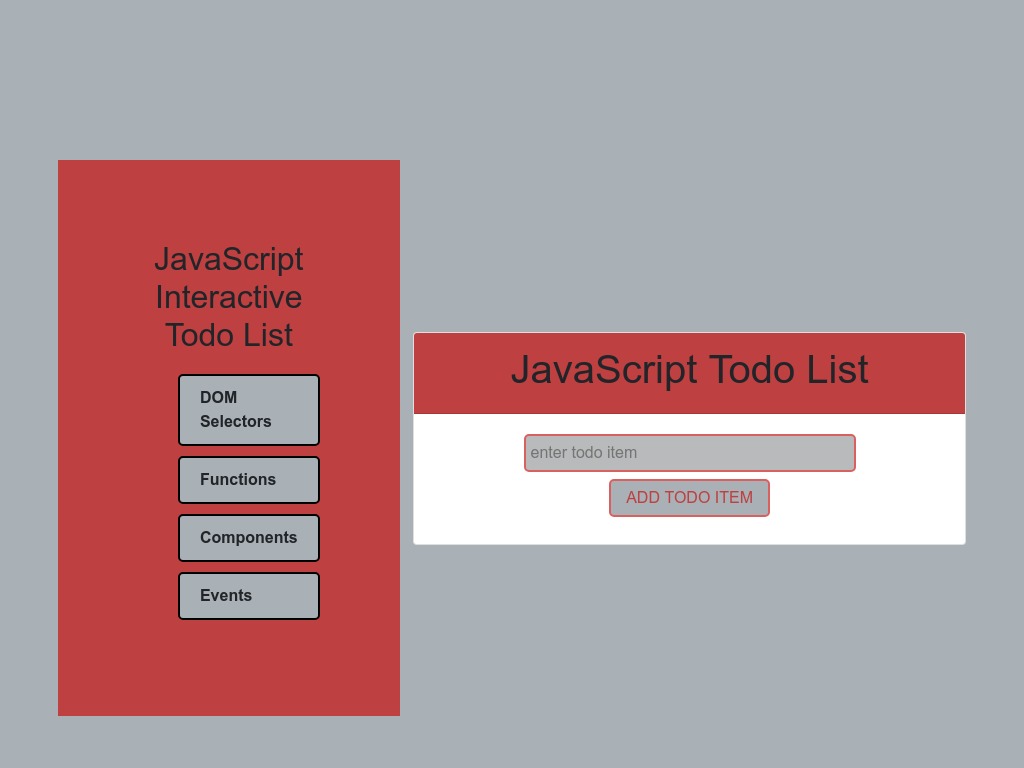 JavaScript
Interactive
Todo List
DOM
Selectors
Functions
Components
Events
JavaScript Todo List
enter todo item
ADD TODO ITEM